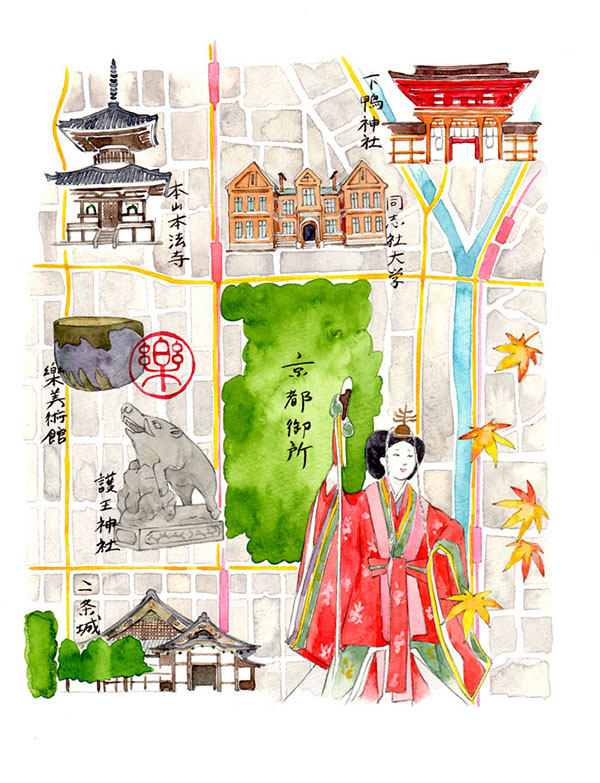 下鴨神社
本山本法寺
同志社大学
樂
樂美術館
京都御所
護王神社
二条城